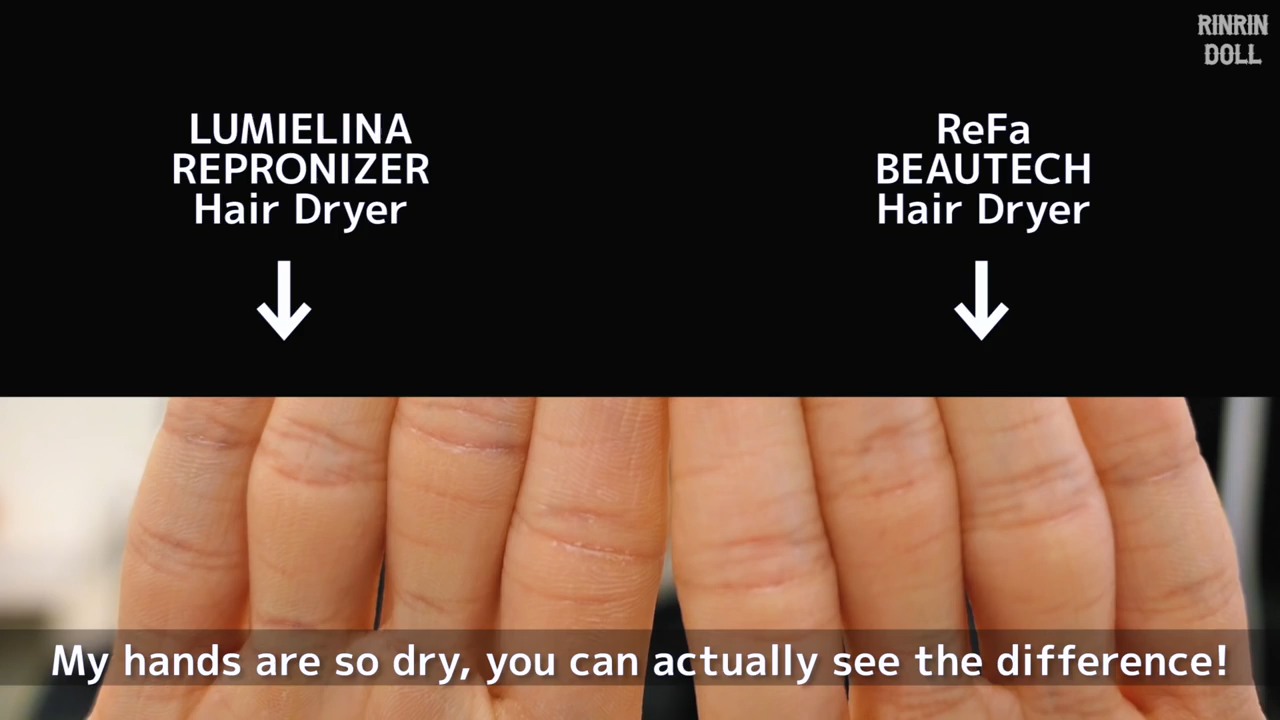 RINRIN
DOLL
LUMIELINA
REPRONIZER
Hair Dryer
ReFa
BEAUTECH
Hair Dryer
My hands are so dry, you can actually see the difference!